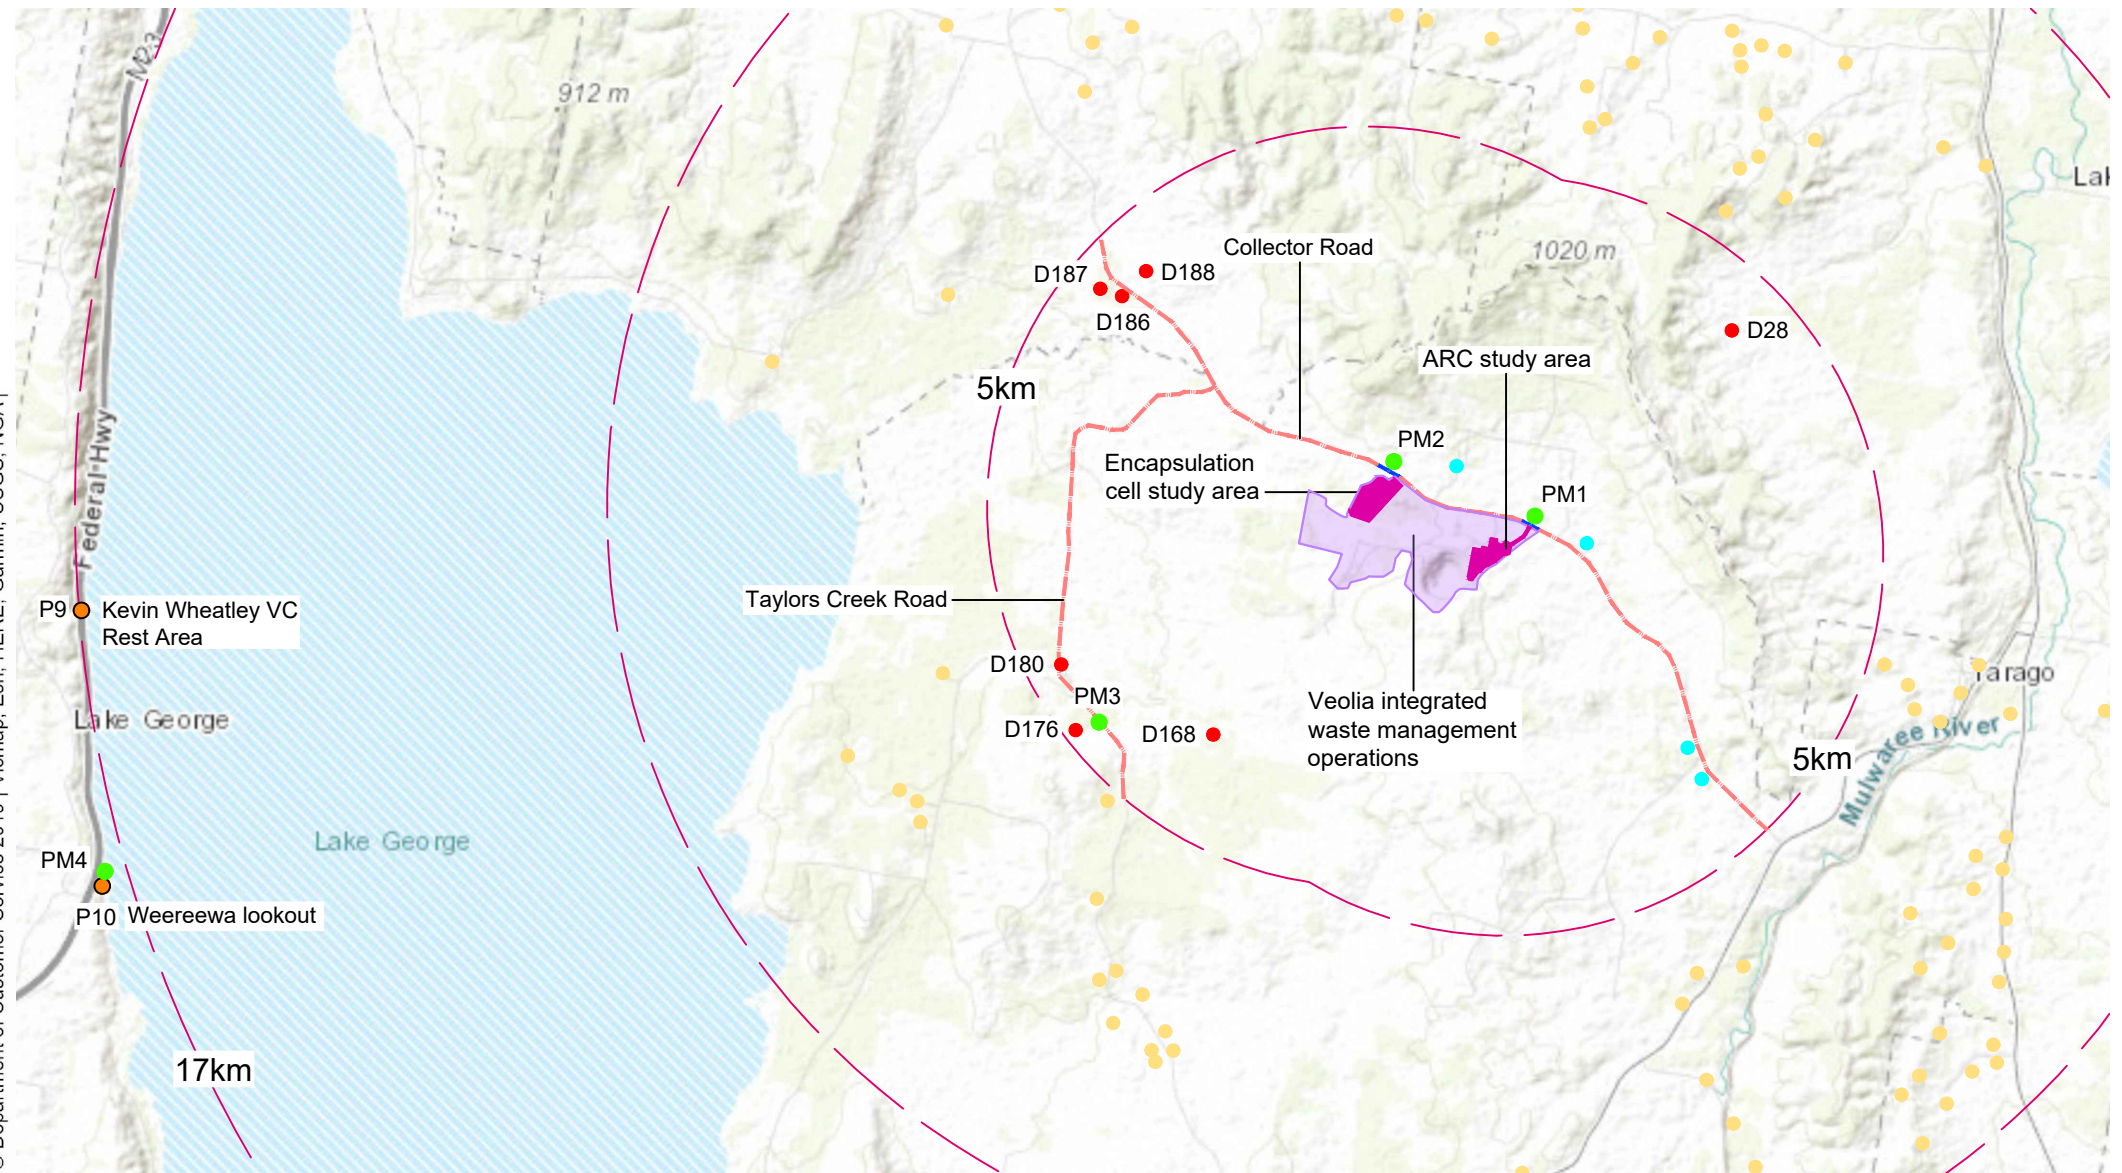 M23
912 m
Lak
Collector Road
1020 m
D187
D188
D186
D28
ARC study area
5km
PM2
Encapsulation
cell study area
PM1
Federal Hwy
Taylors Creek Road
P9
Kevin Wheatley VC
Rest Area
D180
PM3
Tarago
Veolia integrated
waste management
operations
Lake George
D176
D168
5km
Mulwaree River
Lake George
PM4
P10
Weereewa lookout
17km